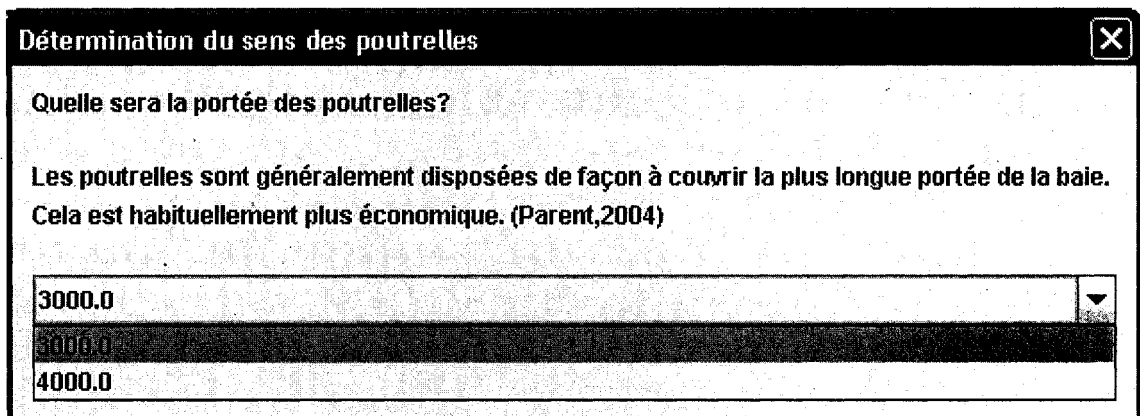 Détermination du sens des poutrelles
Quelle sera la portée des poutrelles?
Les poutrelles sont généralement disposées de façon à couvrir la plus longue portée de la baie.
Cela est habituellement plus économique. (Parent,2004)
3000.0
3000.0
4000.0